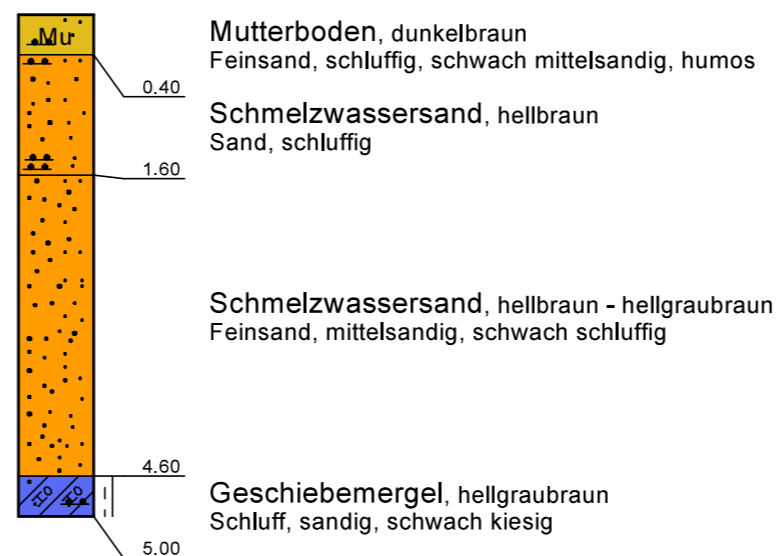 Mu
Mutterboden, dunkelbraun
Feinsand, schluffig, schwach mittelsandig, humos
0.40
Schmelzwassersand, hellbraun
Sand, schluffig
1.60
Schmelzwassersand, hellbraun - hellgraubraun
Feinsand, mittelsandig, schwach schluffig
4.60
Geschiebemergel, hellgraubraun
Schluff, sandig, schwach kiesig
5.00